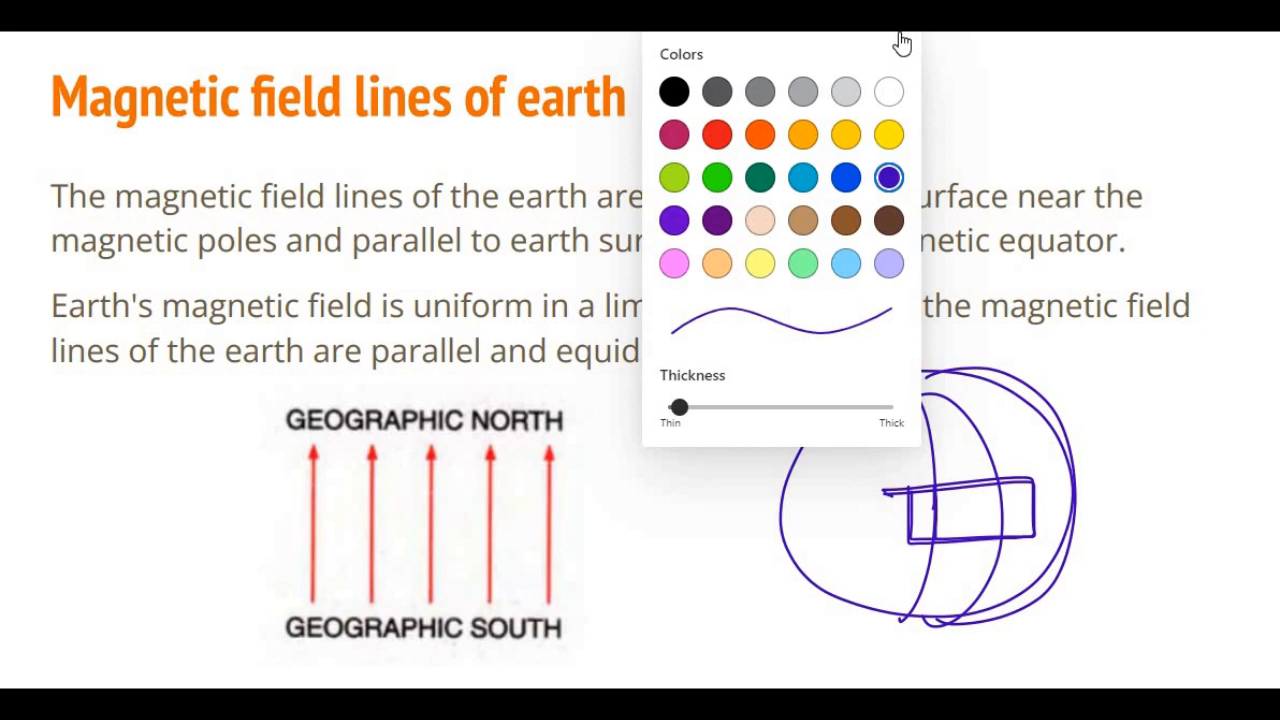 Magnetic field lines of earth
The magnetic field lines of the earth are urface near the
magnetic poles and parallel to earth sur netic equator.
Earth's magnetic field is uniform in a lim the magnetic field
lines of the earth are parallel and equid
GEOGRAPHIC NORTH
GEOGRAPHIC SOUTH
Colors
Thickness
Thin Thick